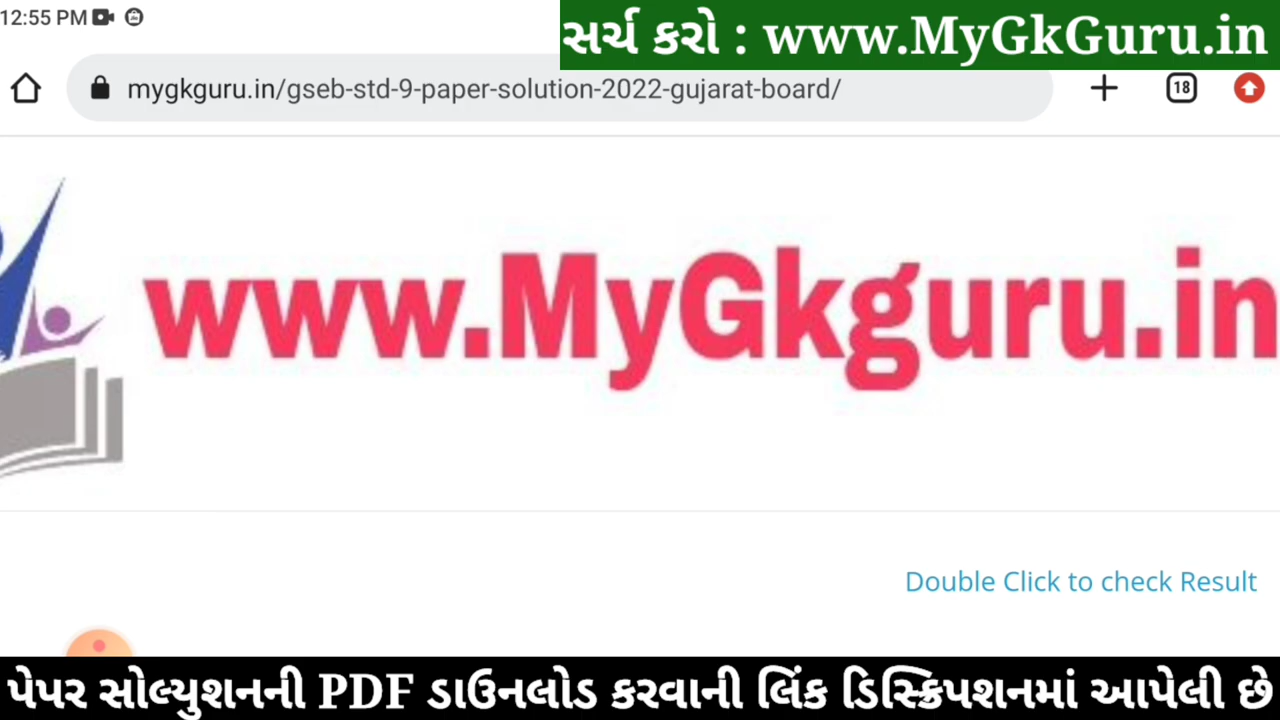 12:55 PM
સર્ચ કરો : www.MyGkGuru.in
mygkguru.in/gseb-std-9-paper-solution-2022-gujarat-board/
18
www.MyGkguru.in
Double Click to check Result
પેપર સોલ્યુશનની PDF ડાઉનલોડ કરવાની લિંક ડિસ્ક્રિપશનમાં આપેલી છે